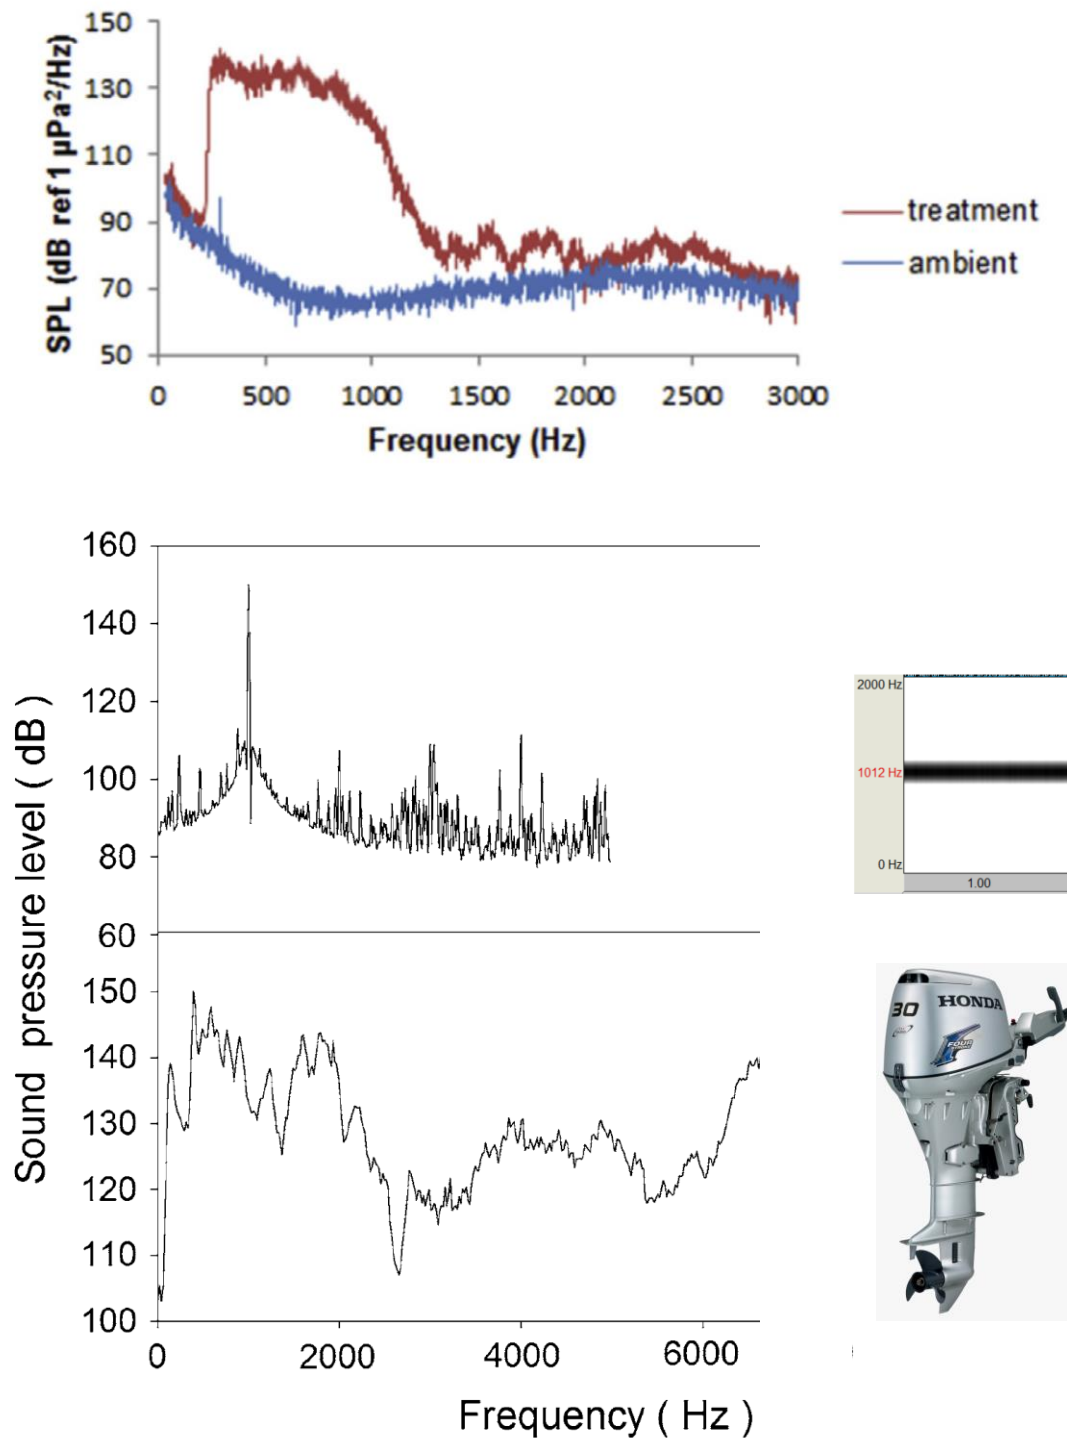 150
130
110
90
70
50
SPL (dB ref 1 µPa²/Hz)
0 500 1000 1500 2000 2500 3000
Frequency (Hz)
treatment
ambient
160
140
120
100
80
60
150
140
130
120
110
100
Sound pressure level ( dB )
0 2000 4000 6000
Frequency ( Hz )
2000 Hz
1012 Hz
0 Hz
1.00
30
HONDA
FOUR